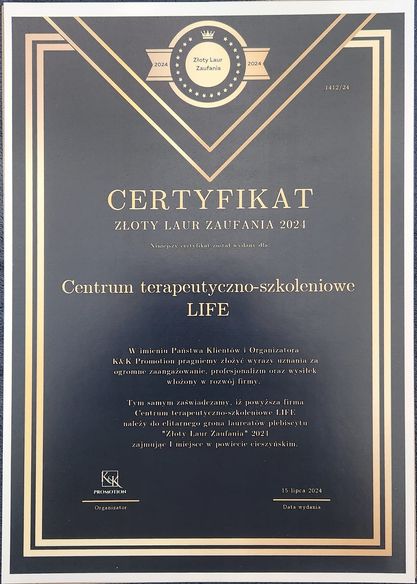 Złoty Laur
Zaufania
2024
2024
1412/24
CERTYFIKAT
ZŁOTY LAUR ZAUFANIA 2024
Niniejszy certyfikat został wydany dla:
Centrum terapeutyczno-szkoleniowe
LIFE
W imieniu Państwa Klientów i Organizatora
K&K Promotion pragniemy złożyć wyrazy uznania za
ogromne zaangażowanie, profesjonalizm oraz wysiłek
włożony w rozwój firmy.
Tym samym zaświadczamy, iż powyższa firma
Centrum terapeutyczno-szkoleniowe LIFE
należy do elitarnego grona laureatów plebiscytu
"Złoty Laur Zaufania" 2024
zajmując I miejsce w powiecie cieszyńskim.
K&K
PROMOTION
Organizator
15 lipca 2024
Data wydania